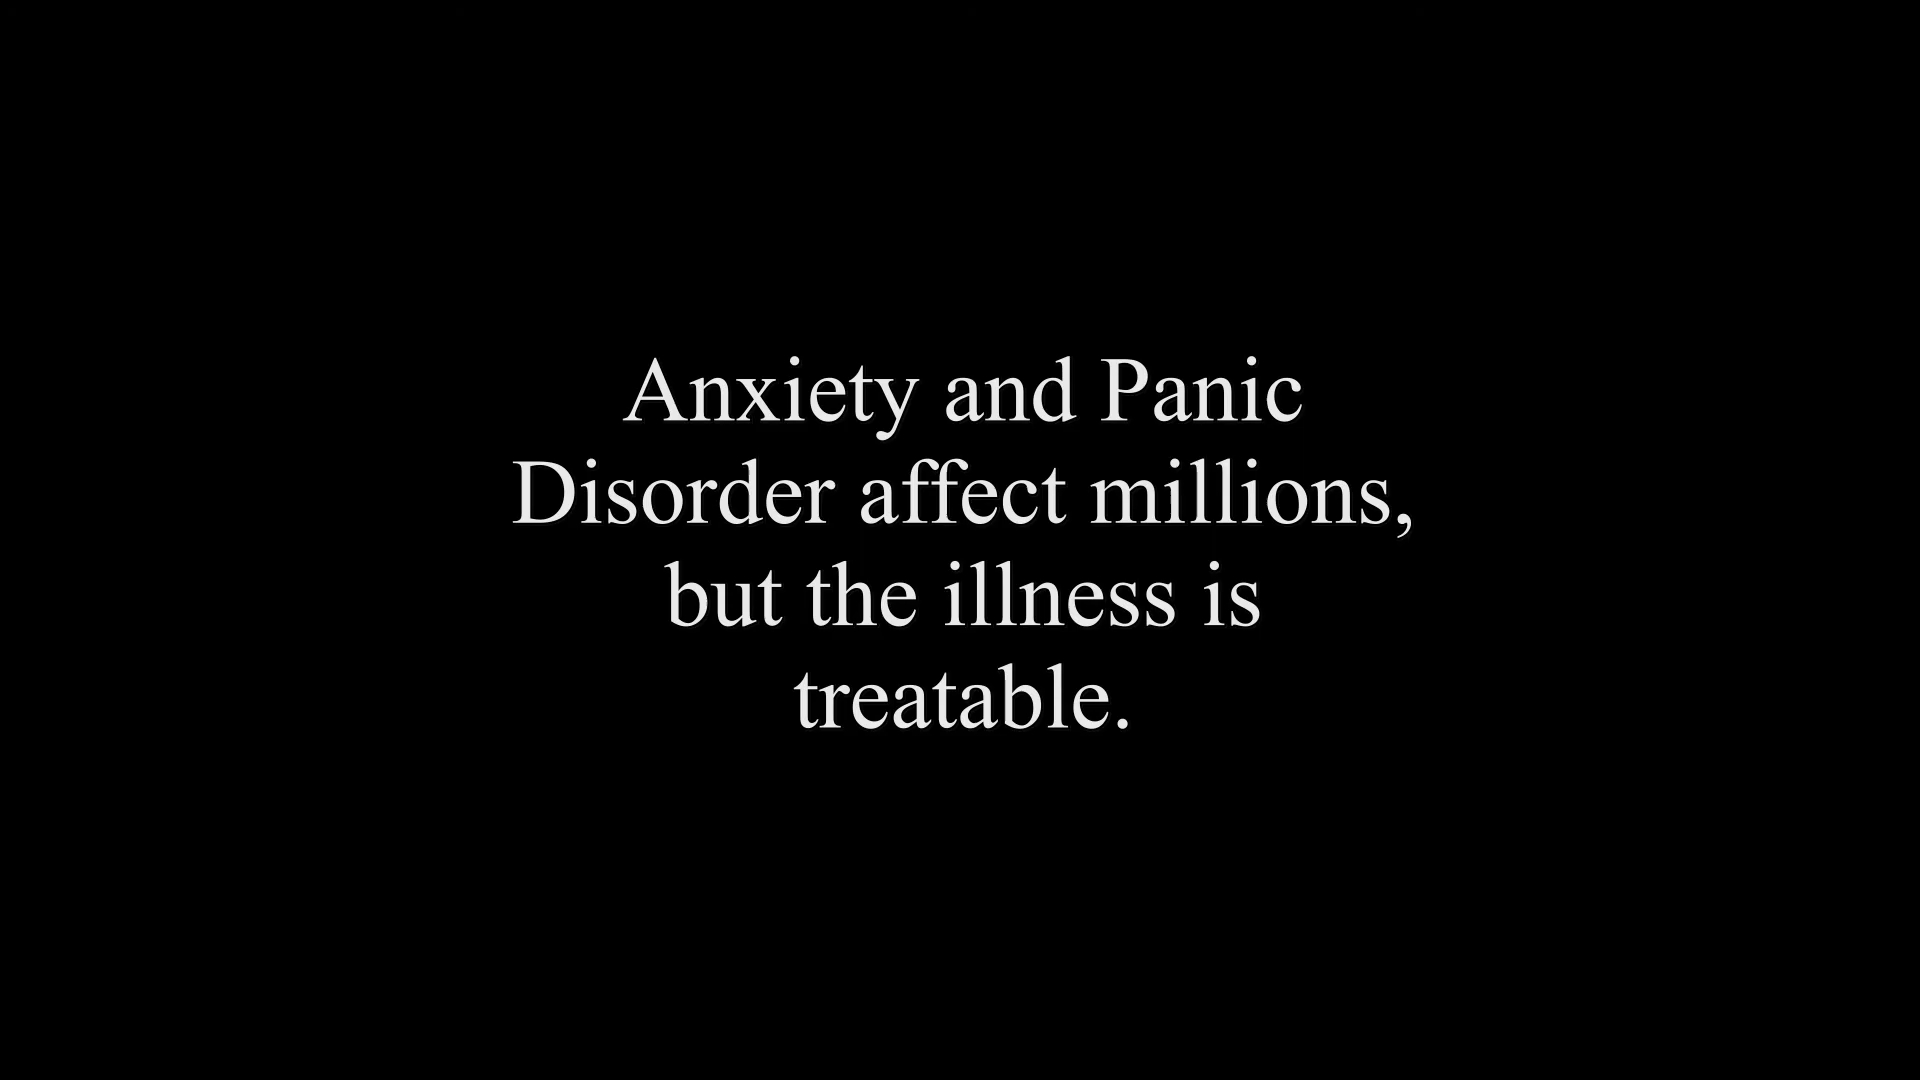 Anxiety and Panic
Disorder affect millions,
but the illness is
treatable.